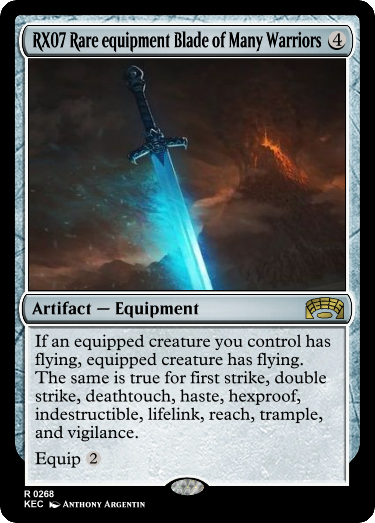 RX07 Rare equipment Blade of Many Warriors 4
Artifact — Equipment
If an equipped creature you control has
flying, equipped creature has flying.
The same is true for first strike, double
strike, deathtouch, haste, hexproof,
indestructible, lifelink, reach, trample,
and vigilance.
Equip 2
R 0268
KEC Anthony Argentin